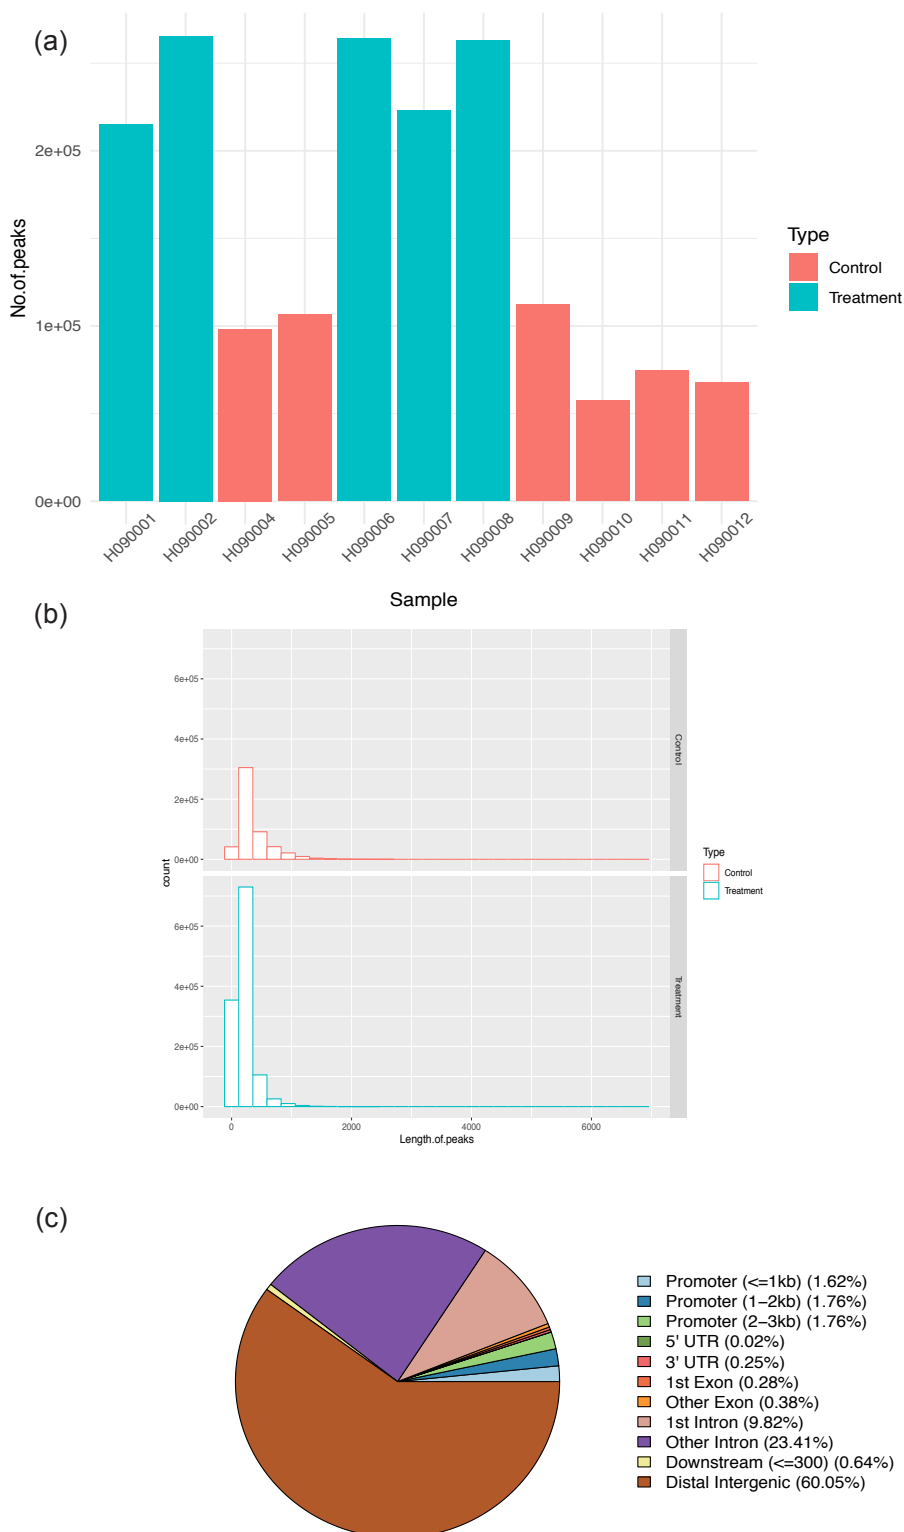 (a)
No.of.peaks
2e+05
1e+05
0e+00
H090001
H090002
H090004
H090005
H090006
H090007
H090008
H090009
H090010
H090011
H090012
Sample
Type
Control
Treatment
(b)
count
6e+05
4e+05
2e+05
0e+00
Control
6e+05
4e+05
2e+05
0e+00
Treatment
0
2000
4000
6000
Length.of.peaks
Type
Control
Treatment
(c)
Promoter (<=1kb) (1.62%)
Promoter (1−2kb) (1.76%)
Promoter (2−3kb) (1.76%)
5' UTR (0.02%)
3' UTR (0.25%)
1st Exon (0.28%)
Other Exon (0.38%)
1st Intron (9.82%)
Other Intron (23.41%)
Downstream (<=300) (0.64%)
Distal Intergenic (60.05%)